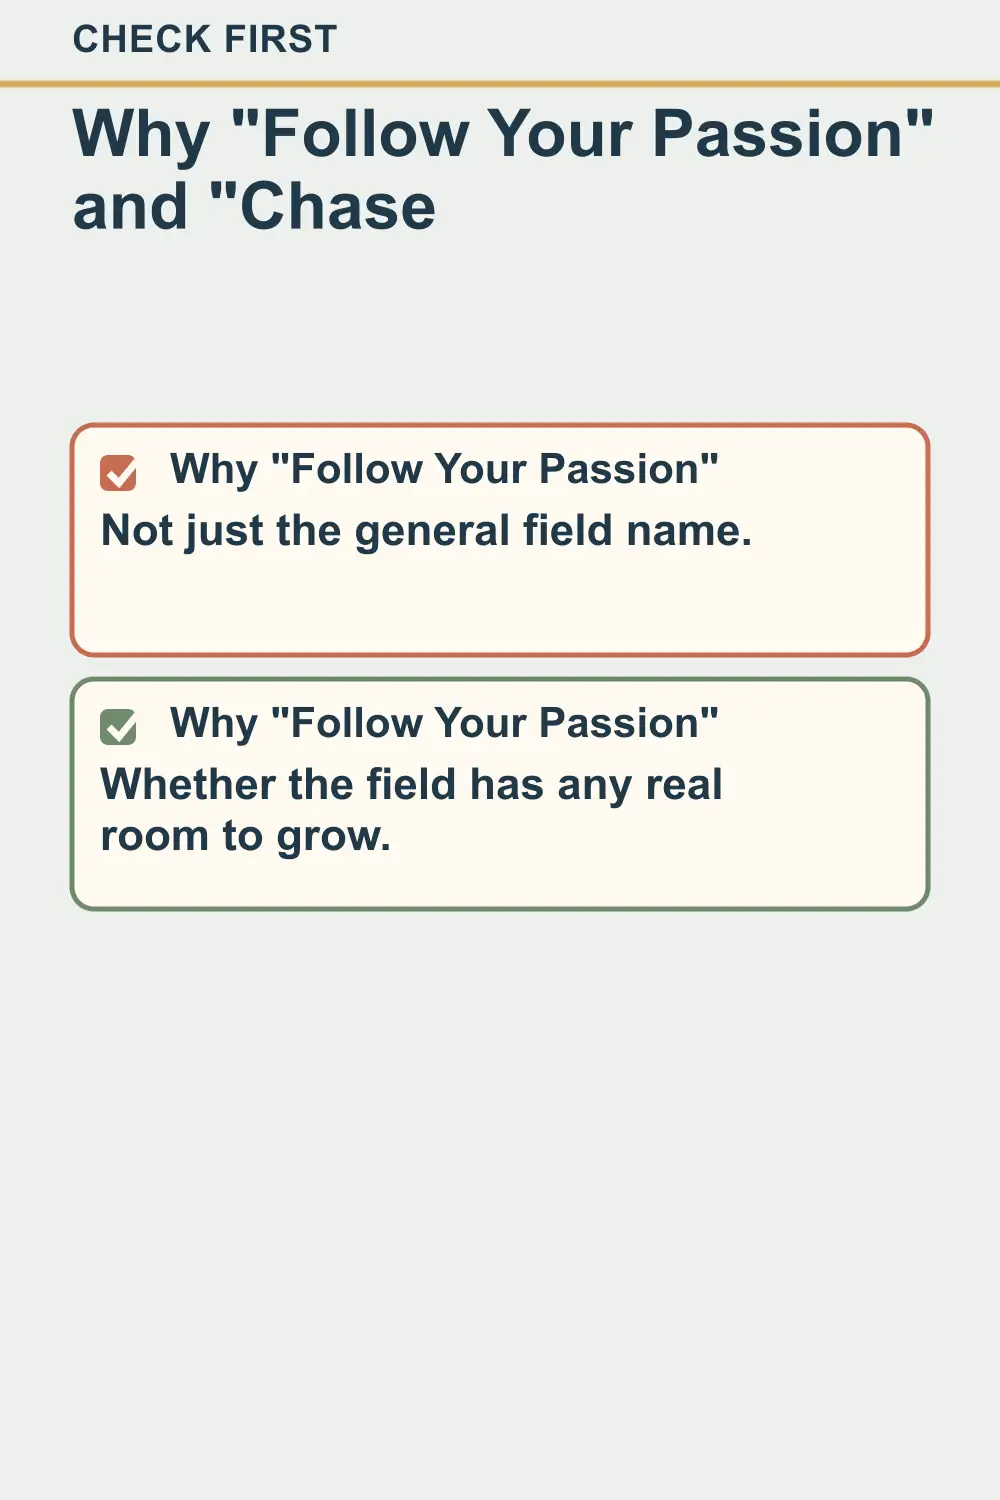 CHECK FIRST
Why "Follow Your Passion"
and "Chase
Why "Follow Your Passion"
Not just the general field name.
Why "Follow Your Passion"
Whether the field has any real
room to grow.